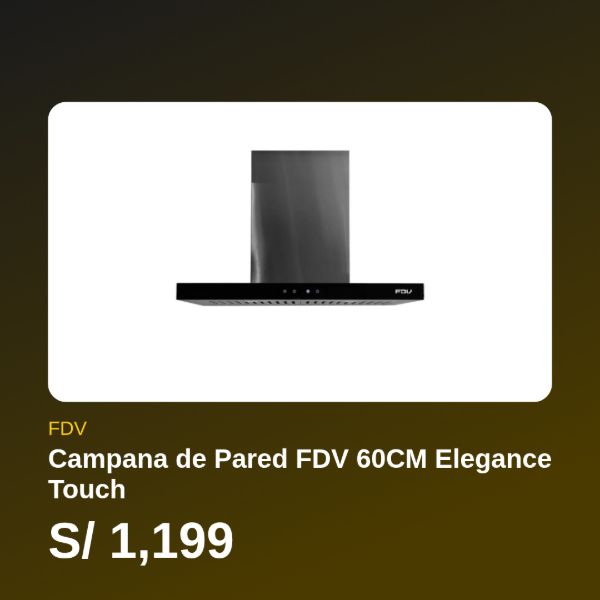 FDV
FDV
Campana de Pared FDV 60CM Elegance
Touch
S/ 1,199